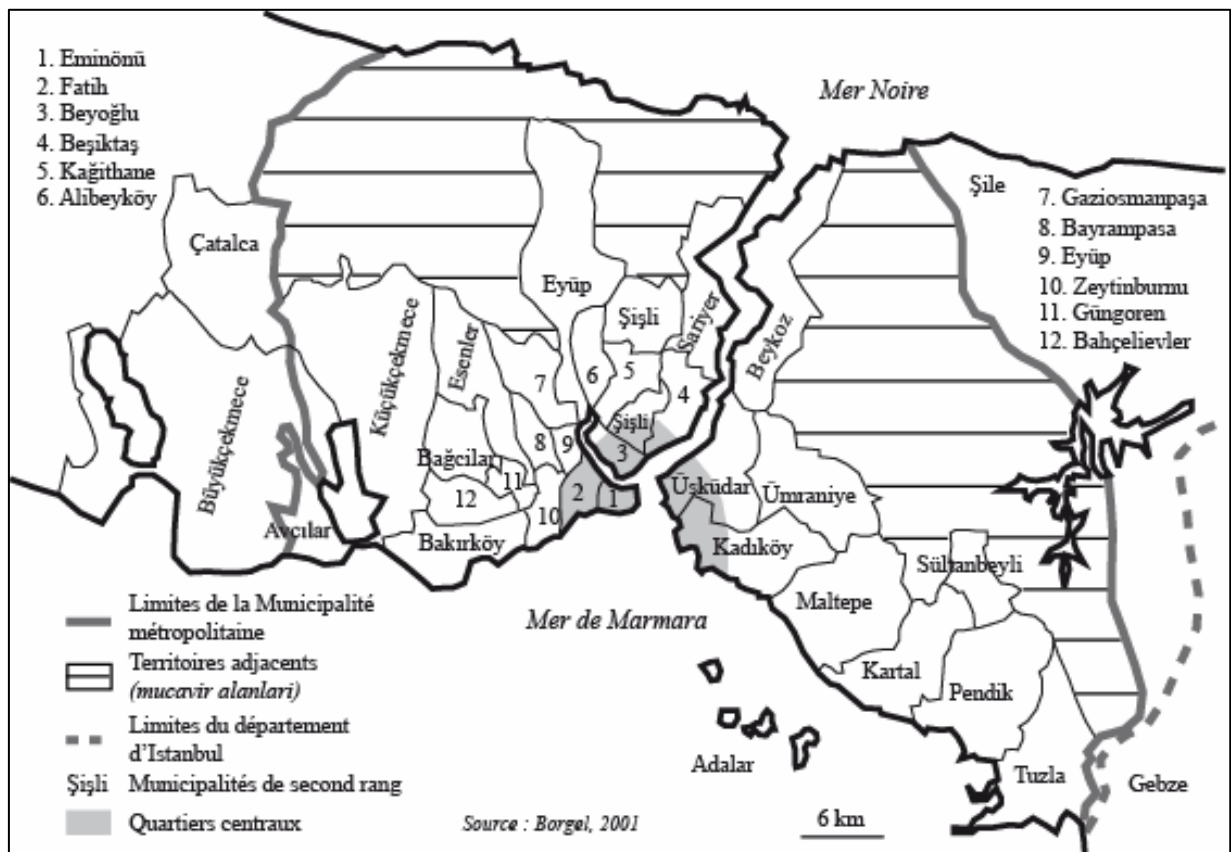 1. Eminönü
2. Fatih
3. Beyoğlu
4. Beşiktaş
5. Kağithane
6. Alibeyköy
Mer Noire
Şile
7. Gaziosmanpaşa
8. Bayrampasa
9. Eyüp
10. Zeytinburnu
11. Güngoren
12. Bahçelievler
Çatalca
Eyüp
Şişli
Sariyer
Beykoz
Küçükçekmece
Esenler
7
6
5
4
Büyükçekmece
Bağcilar
8
9
Şişli
3
11
12
10
2
1
Üsküdar
Ümraniye
Avcılar
Bakırköy
Kadıköy
Sültanbeyli
Maltepe
Mer de Marmara
Kartal
Pendik
Adalar
Tuzla
Gebze
Limites de la Municipalité
métropolitaine
Territoires adjacents
(mucavir alanlari)
Limites du département
d'Istanbul
Şişli Municipalités de second rang
Quartiers centraux
Source : Borgel, 2001
6 km